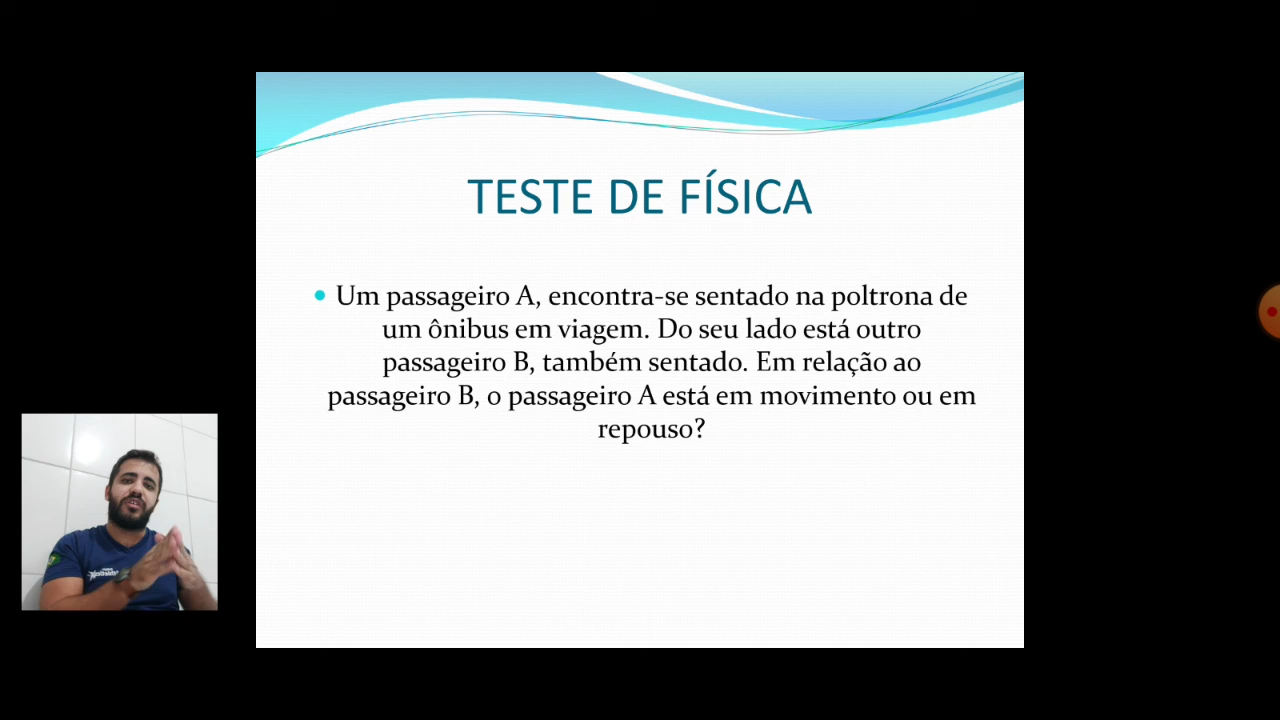 TESTE DE FÍSICA
Um passageiro A, encontra-se sentado na poltrona de
um ônibus em viagem. Do seu lado está outro
passageiro B, também sentado. Em relação ao
passageiro B, o passageiro A está em movimento ou em
repouso?